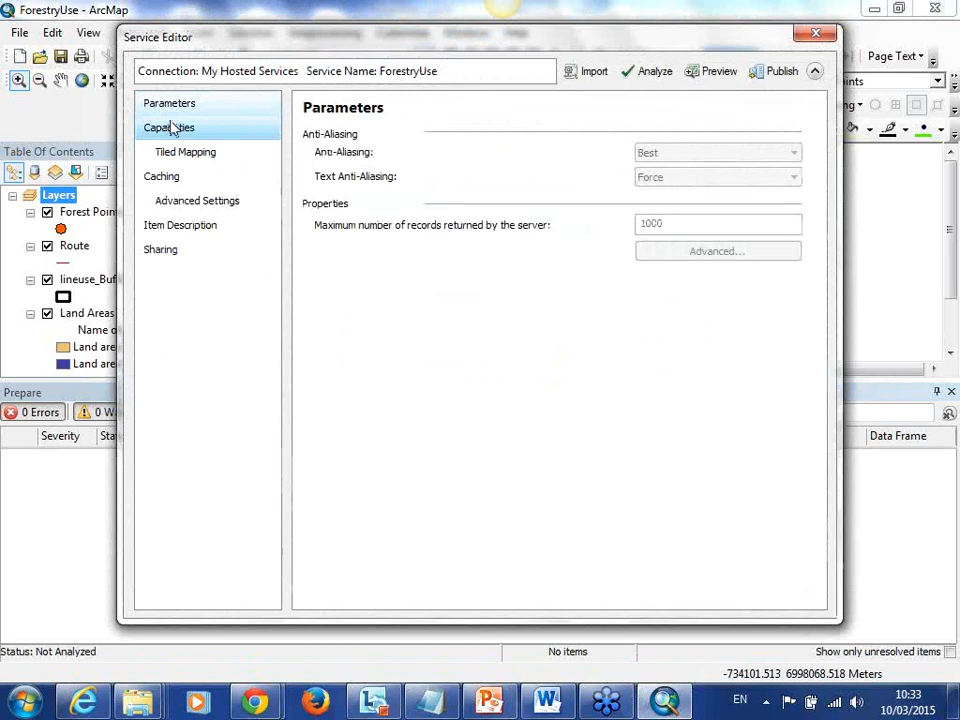 ForestryUse - ArcMap
File Edit View
Page Text
ints
ng
Service Editor
Connection: My Hosted Services Service Name: ForestryUse
Import Analyze Preview Publish
Parameters
Capabilities
Tiled Mapping
Caching
Advanced Settings
Item Description
Sharing
Parameters
Anti-Aliasing
Anti-Aliasing: Best
Text Anti-Aliasing: Force
Properties
Maximum number of records returned by the server: 1000
Advanced...
Table Of Contents
Layers
Forest Poin
Route
lineuse_Buf
Land Areas
Name o
Land are
Land are
Prepare
0 Errors 0 W
Severity Sta Data Frame
Status: Not Analyzed No items Show only unresolved items
-734101.513 6998068.518 Meters
EN 10:33
10/03/2015